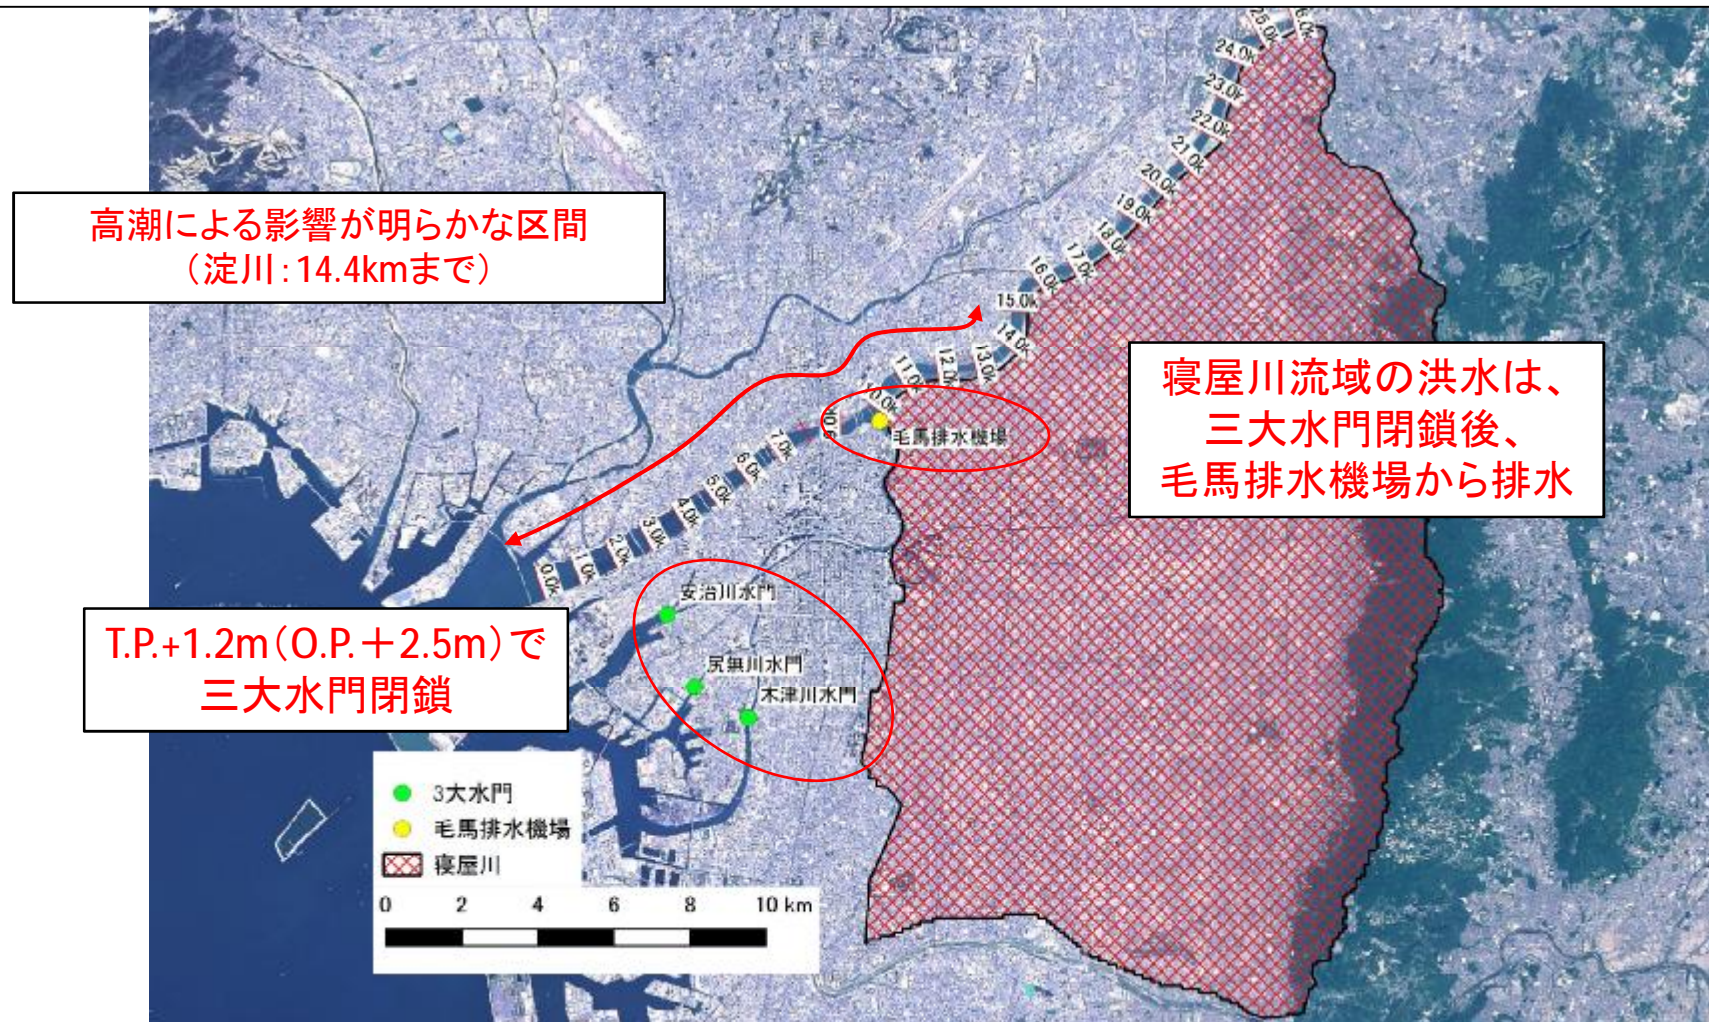 高潮による影響が明らかな区間
（淀川：14.4kmまで）
寝屋川流域の洪水は、
三大水門閉鎖後、
毛馬排水機場から排水
T.P.+1.2m（O.P.＋2.5m）で
三大水門閉鎖
25.0k
24.0k
23.0k
22.0k
21.0k
20.0k
19.0k
18.0k
17.0k
16.0k
15.0k
14.0k
13.0k
12.0k
11.0k
9.0k
7.0k
6.0k
5.0k
4.0k
3.0k
2.0k
1.0k
0.0k
毛馬排水機場
安治川水門
尻無川水門
木津川水門
3大水門
毛馬排水機場
寝屋川
0 2 4 6 8 10 km